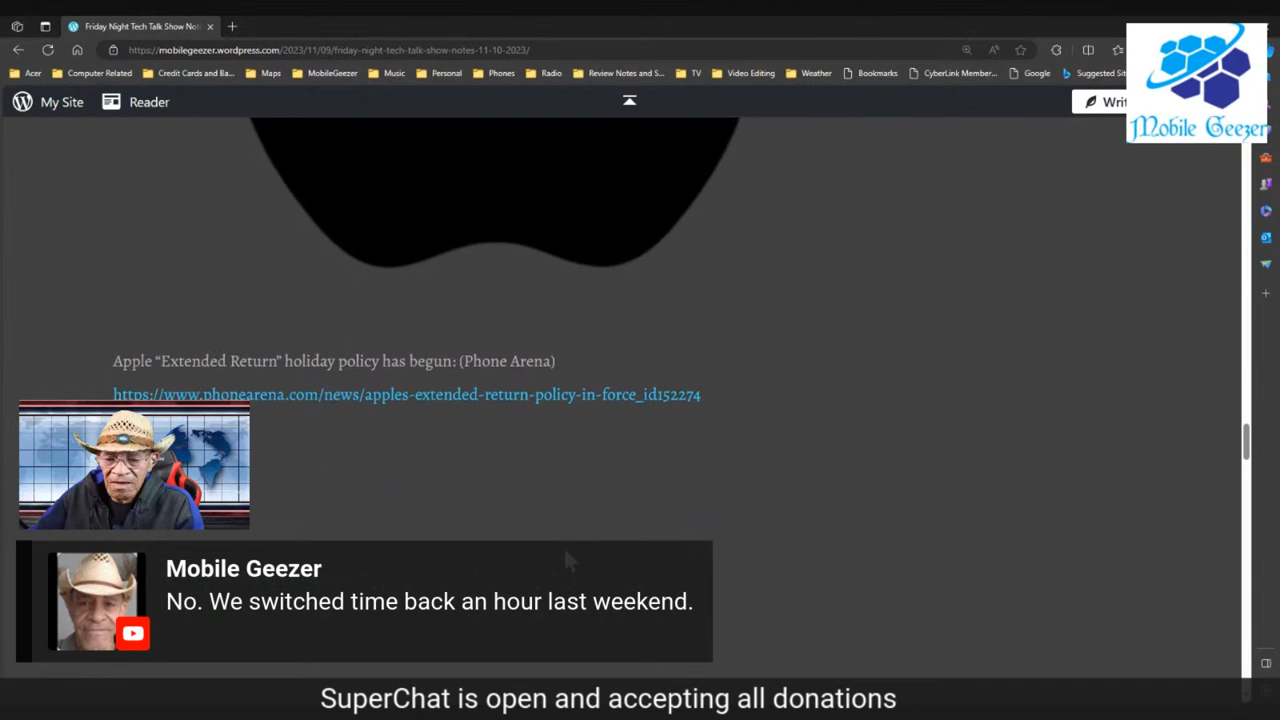 Friday Night Tech Talk Show Not
https://mobilegeezer.wordpress.com/2023/11/09/friday-night-tech-talk-show-notes-11-10-2023/
Acer
Computer Related
Credit Cards and Ba...
Maps
MobileGeezer
Music
Personal
Phones
Radio
Review Notes and S...
TV
Video Editing
Weather
Bookmarks
CyberLink Member...
Google
Suggested Sit
My Site
Reader
Writ
Mobile Geezer
Apple “Extended Return” holiday policy has begun: (Phone Arena)
https://www.phonearena.com/news/apples-extended-return-policy-in-force_id152274
Mobile Geezer
No. We switched time back an hour last weekend.
SuperChat is open and accepting all donations